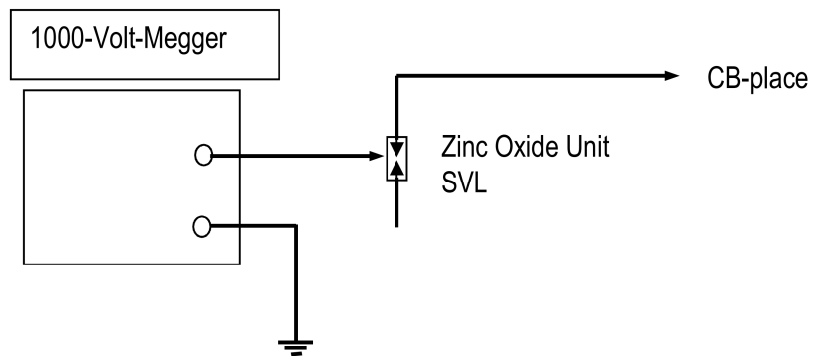 1000-Volt-Megger
CB-place
Zinc Oxide Unit
SVL